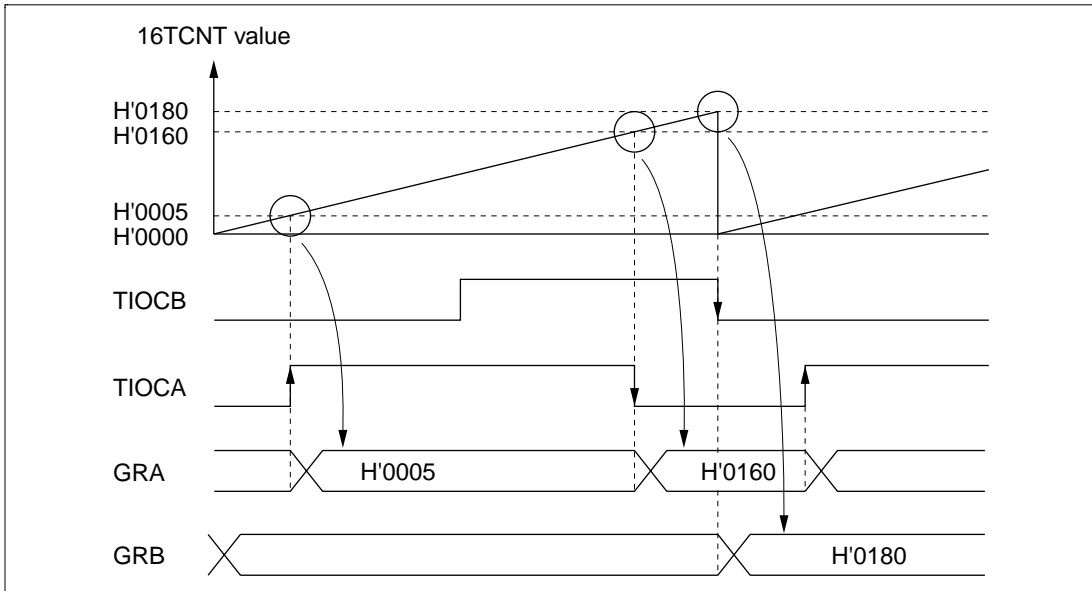 16TCNT value
H'0180
H'0160
H'0005
H'0000
TIOCB
TIOCA
GRA H'0005 H'0160
GRB H'0180